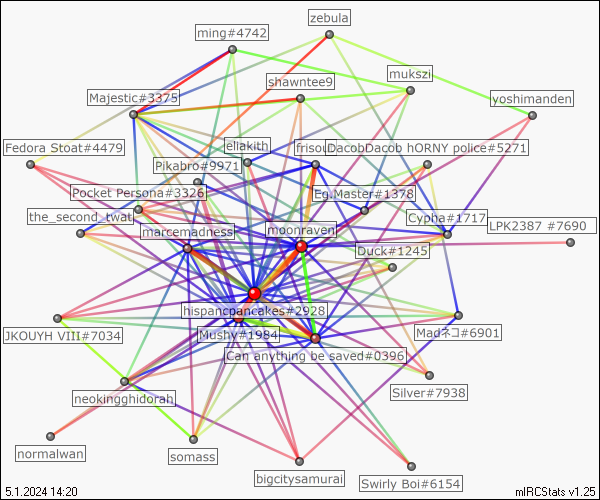 zebula
ming#4742
shawntee9
mukszi
Majestic#3375
yoshimanden
Fedora Stoat#4479
eliakith
DacobDacob hORNY police#5271
Pikabro#9971
Pocket Persona#3326
Eg.Master#1378
the_second_twat
Cypha#1717
LPK2387 #7690
marcemadness
moonraven
Duck#1245
hispancpancakes#2928
JKOUYH VIII#7034
Mushy#1984
Madネコ#6901
Can anything be saved#0396
neokingghidorah
Silver#7938
normalwan
somass
bigcitysamurai
Swirly Boi#6154
5.1.2024 14:20
mIRCStats v1.25